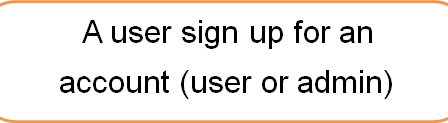 A user sign up for an
account (user or admin)